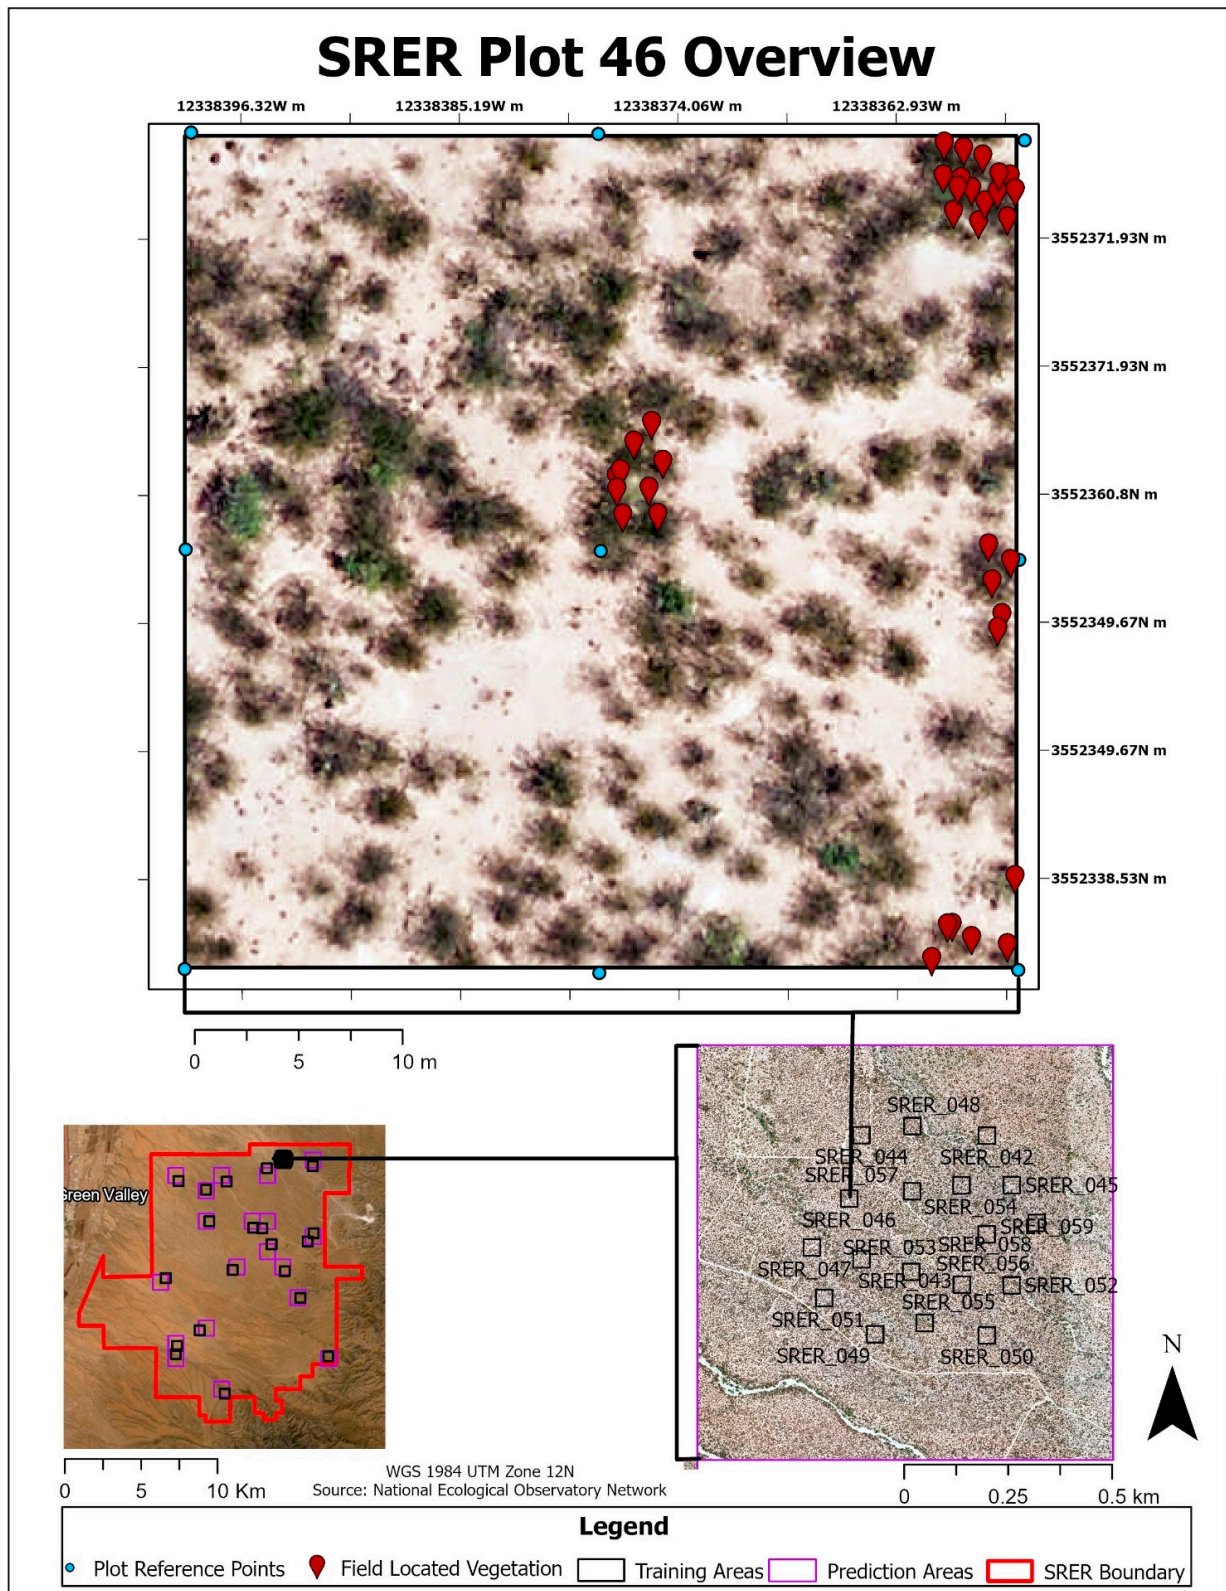 SRER Plot 46 Overview
12338396.32W m 12338385.19W m 12338374.06W m 12338362.93W m
3552371.93N m
3552371.93N m
3552360.8N m
3552349.67N m
3552349.67N m
3552338.53N m
0 5 10 m
Green Valley
0 5 10 Km
SRER_048
SRER_044 SRER_042
SRER_057
SRER_045
SRER_054
SRER_046 SRER_059
SRER_053 SRER_058
SRER_047 SRER_043 SRER_056
SRER_052
SRER_055
SRER_051
SRER_049 SRER_050
N
0 0.25 0.5 km
WGS 1984 UTM Zone 12N
Source: National Ecological Observatory Network
Legend
Plot Reference Points Field Located Vegetation Training Areas Prediction Areas SRER Boundary